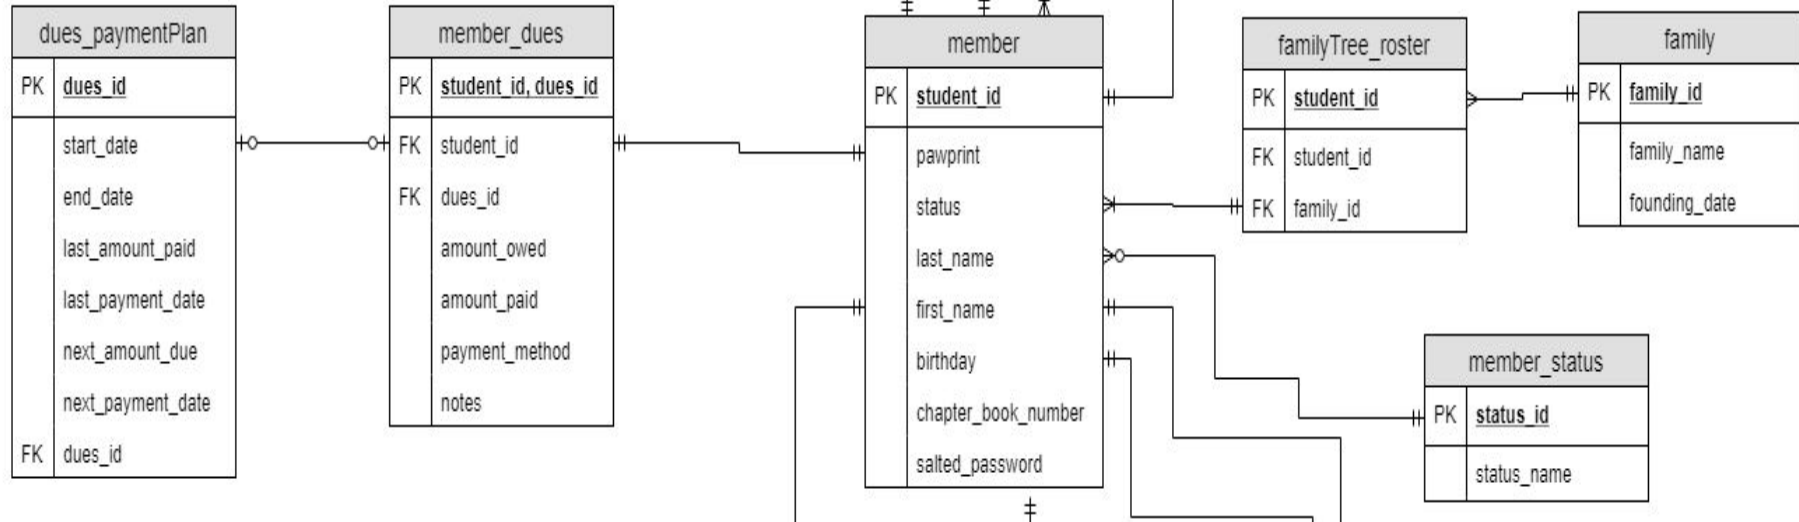 dues_paymentPlan
PK dues_id
start_date
end_date
last_amount_paid
last_payment_date
next_amount_due
next_payment_date
FK dues_id
member_dues
PK student_id, dues_id
FK student_id
FK dues_id
amount_owed
amount_paid
payment_method
notes
member
PK student_id
pawprint
status
last_name
first_name
birthday
chapter_book_number
salted_password
familyTree_roster
PK student_id
FK student_id
FK family_id
family
PK family_id
family_name
founding_date
member_status
PK status_id
status_name